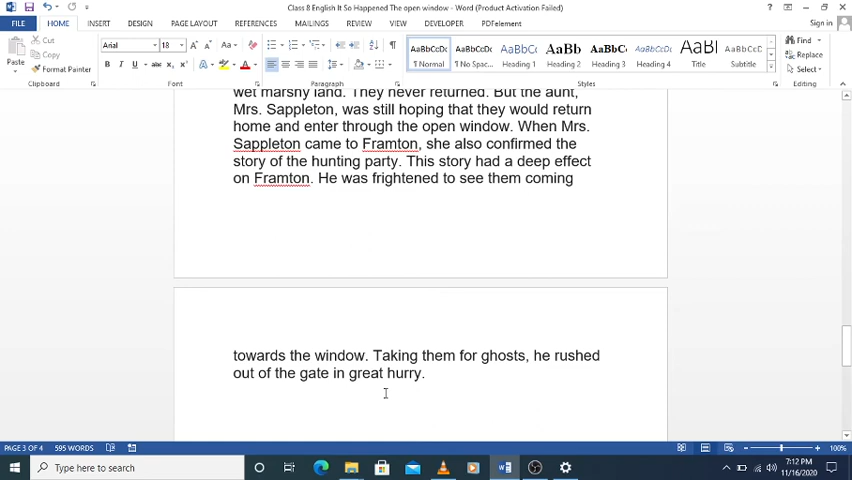 Class 8 English It So Happened The open window - Word (Product Activation Failed)
FILE HOME INSERT DESIGN PAGE LAYOUT REFERENCES MAILINGS REVIEW VIEW DEVELOPER PDFelement Sign in
Cut
Copy
Paste Format Painter
Arial 18
AaBbCcDc AaBbCcDc AaBbCc AaBb AaBbCc AaBbCc AaBl AaBbCcDc
¶ Normal ¶ No Spac... Heading 1 Heading 2 Heading 3 Heading 4 Title Subtitle
Find
Replace
Select
Clipboard Font Paragraph Styles Editing
wet marshy land. They never returned. But the aunt,
Mrs. Sappleton, was still hoping that they would return
home and enter through the open window. When Mrs.
Sappleton came to Framton, she also confirmed the
story of the hunting party. This story had a deep effect
on Framton. He was frightened to see them coming
towards the window. Taking them for ghosts, he rushed
out of the gate in great hurry.
PAGE 3 OF 4 595 WORDS 100%
Type here to search
7:12 PM
11/16/2020